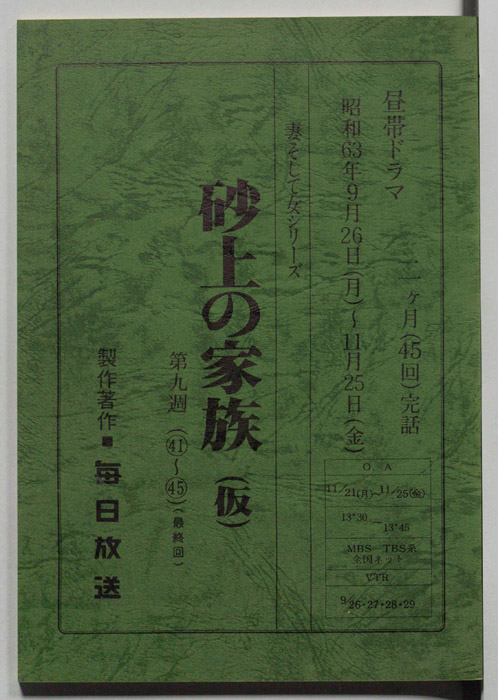 昼帯ドラマ　二ヶ月(45回)完話
昭和63年9月26日(月)〜11月25日(金)
妻そして女シリーズ
砂上の家族(仮)
第九週　(㊶〜㊺)(最終回)
製作著作■毎日放送
O．A
11/21(月)〜11/25(金)
13°30—13°45
MBS—TBS系
全国ネット
VTR
9/26・27・28・29